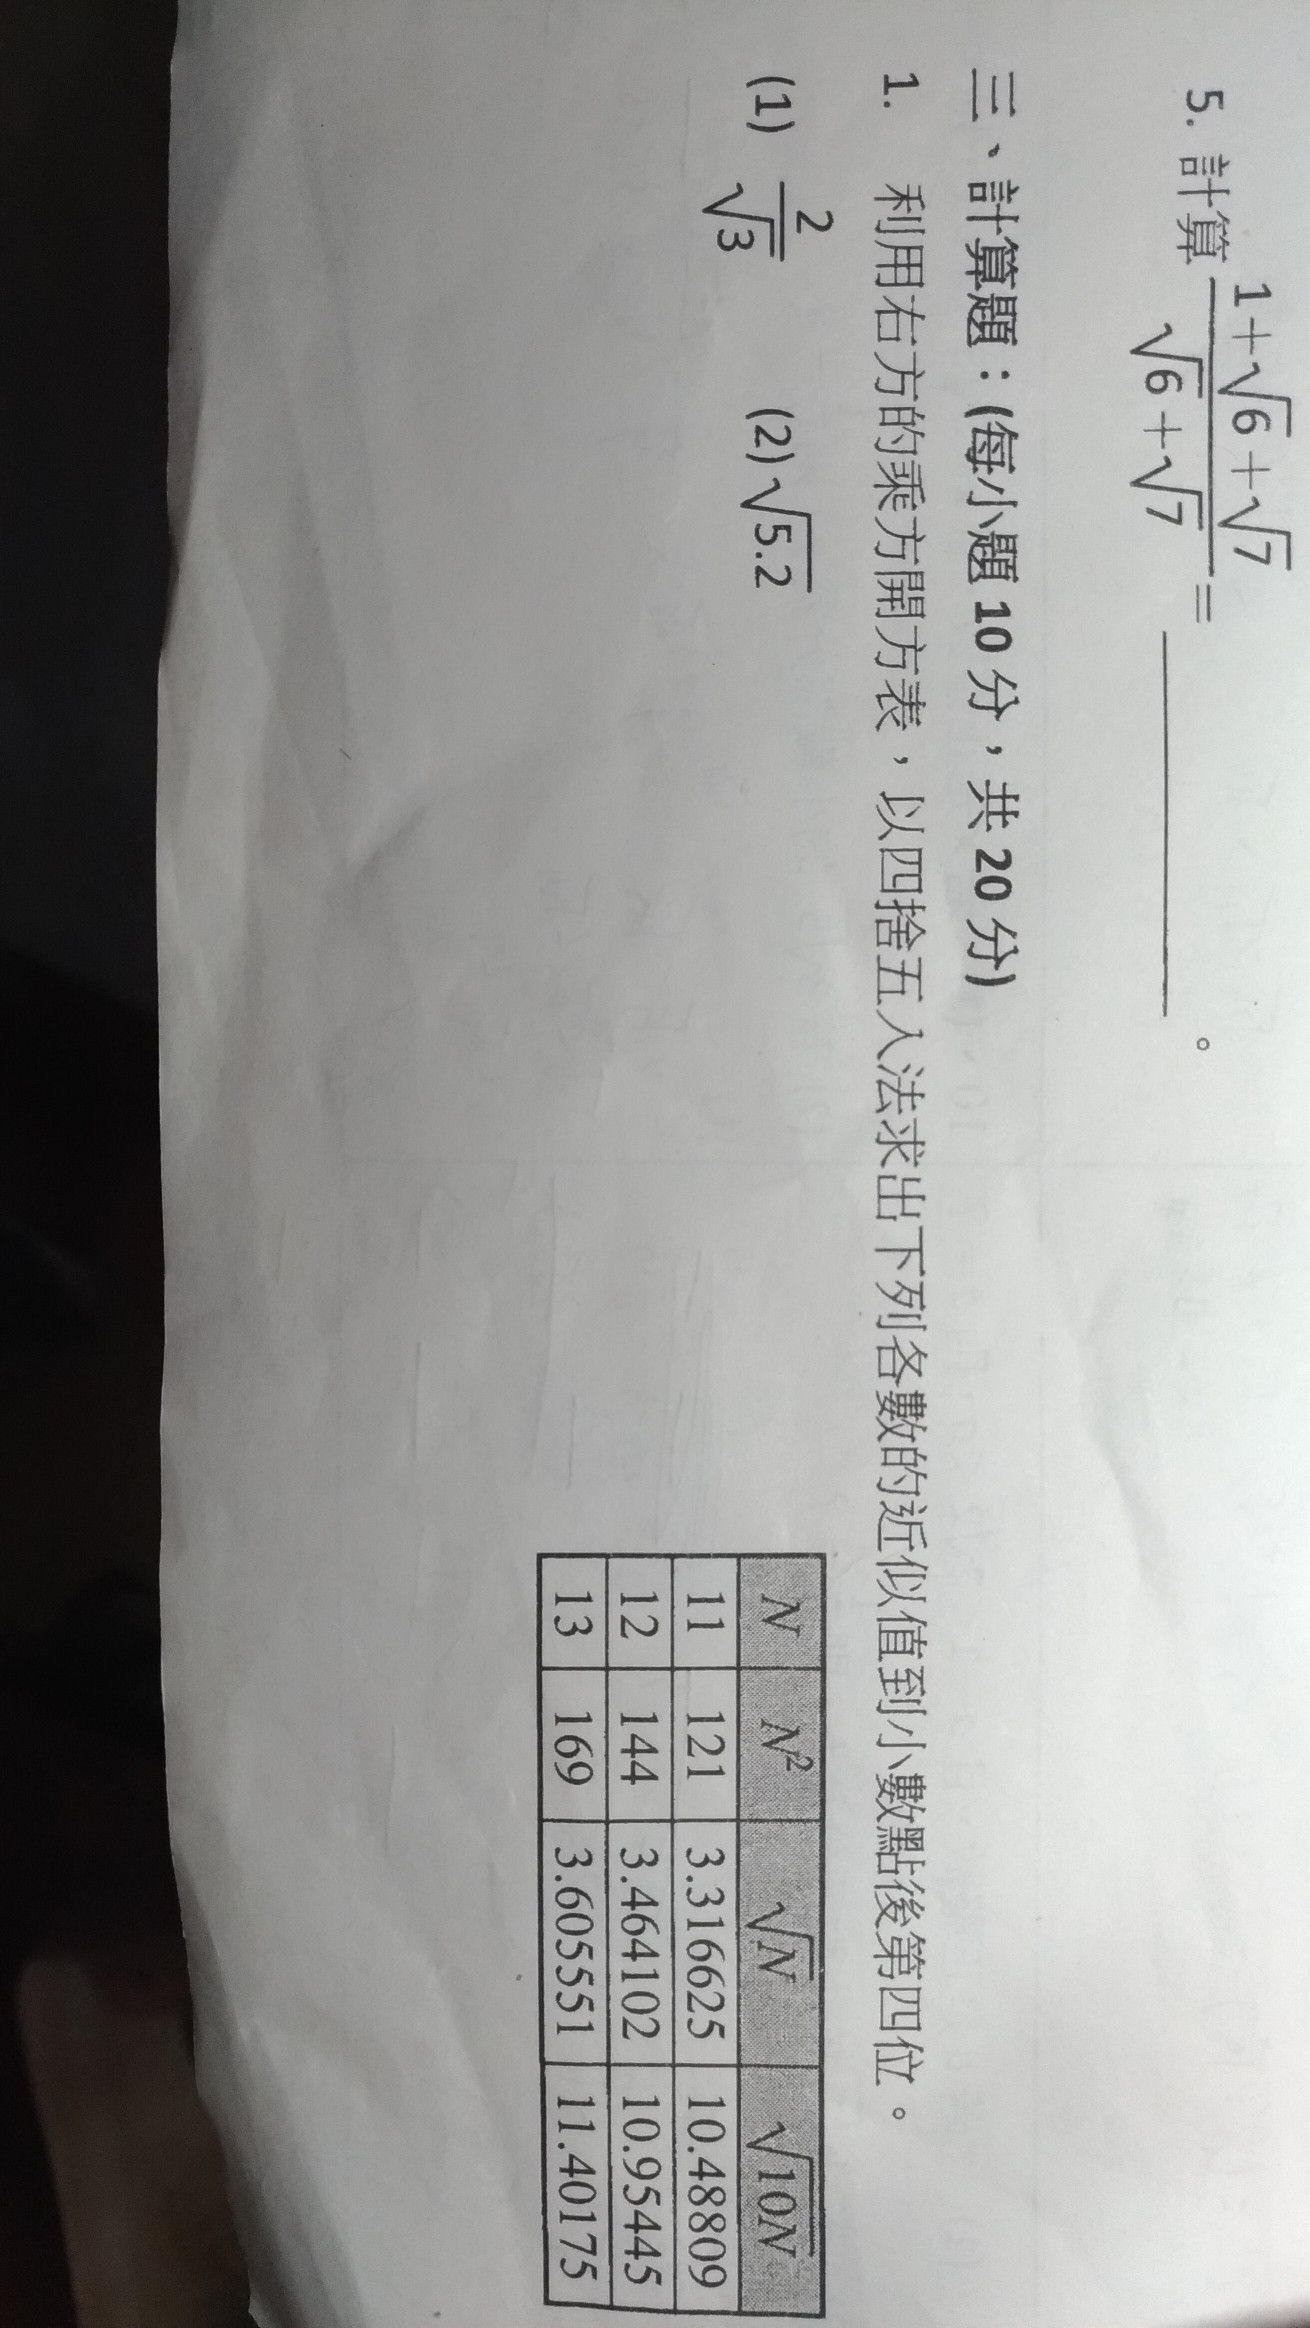 5. 計算 (1+√6+√7)/(√6+√7) = ________ 。
三、計算題：(每小題 10 分，共 20 分)
1. 利用右方的乘方開方表，以四捨五入法求出下列各數的近似值到小數點後第四位。
(1) 2/√3 (2) √5.2
N N² √N √10N
11 121 3.316625 10.48809
12 144 3.464102 10.95445
13 169 3.605551 11.40175